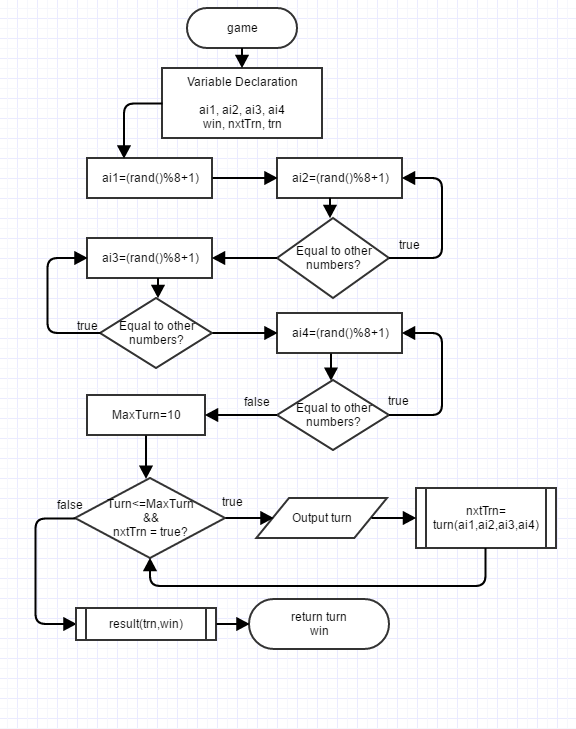 game
Variable Declaration
ai1, ai2, ai3, ai4
win, nxtTrn, trn
ai1=(rand()%8+1)
ai2=(rand()%8+1)
Equal to other
numbers?
true
ai3=(rand()%8+1)
Equal to other
numbers?
true
ai4=(rand()%8+1)
Equal to other
numbers?
true
false
MaxTurn=10
Turn<=MaxTurn
&&
nxtTrn = true?
false
true
Output turn
nxtTrn=
turn(ai1,ai2,ai3,ai4)
result(trn,win)
return turn
win